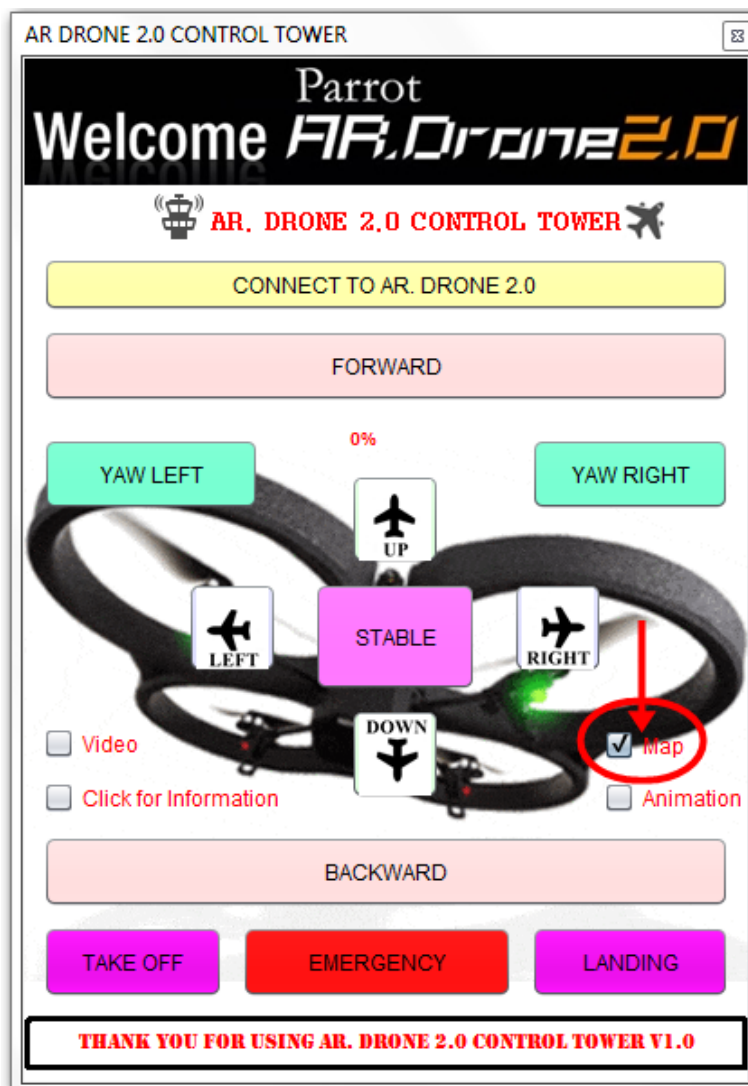 AR DRONE 2.0 CONTROL TOWER
Parrot
Welcome AR.Drone2.0
AR. DRONE 2.0 CONTROL TOWER
CONNECT TO AR. DRONE 2.0
FORWARD
0%
YAW LEFT
YAW RIGHT
UP
LEFT
STABLE
RIGHT
DOWN
Video
Map
Click for Information
Animation
BACKWARD
TAKE OFF
EMERGENCY
LANDING
THANK YOU FOR USING AR. DRONE 2.0 CONTROL TOWER V1.0